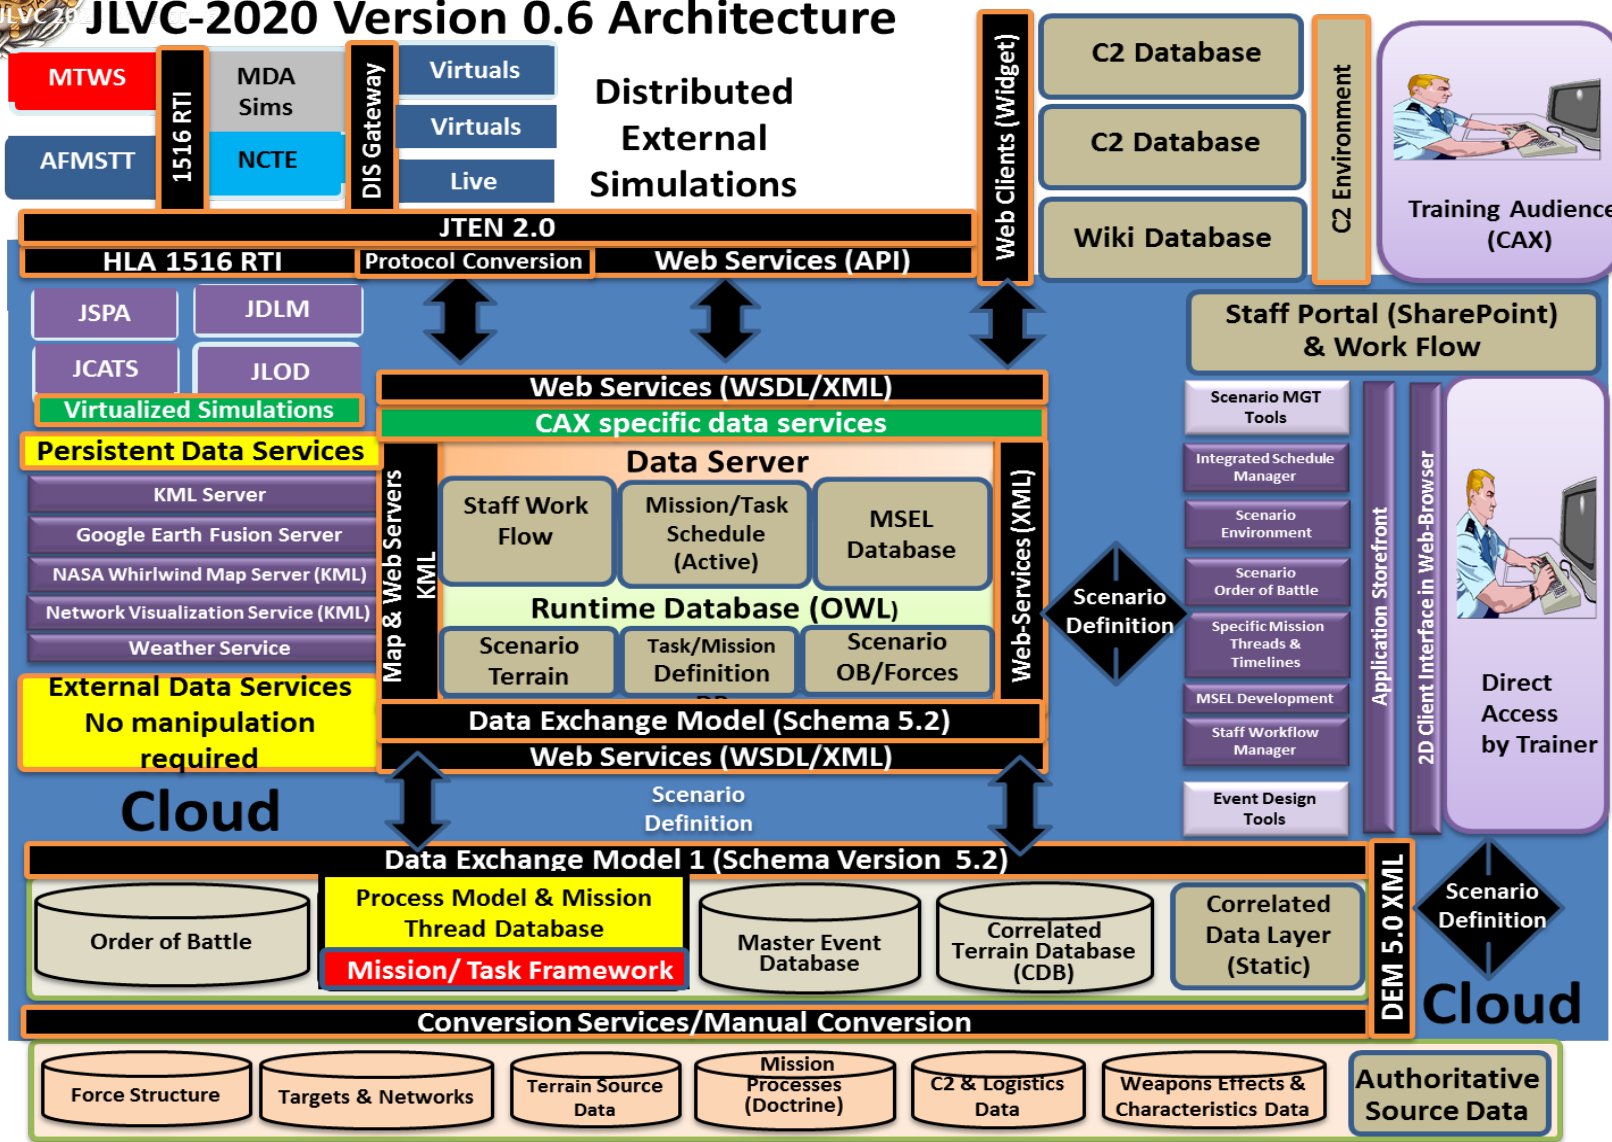 JLVC 20
JLVC-2020 Version 0.6 Architecture
MTWS
AFMSTT
1516 RTI
MDA
Sims
NCTE
DIS Gateway
Virtuals
Virtuals
Live
Distributed
External
Simulations
Web Clients (Widget)
C2 Database
C2 Database
Wiki Database
C2 Environment
Training Audience
(CAX)
JTEN 2.0
HLA 1516 RTI
Protocol Conversion
Web Services (API)
JSPA
JDLM
JCATS
JLOD
Virtualized Simulations
Staff Portal (SharePoint)
& Work Flow
Web Services (WSDL/XML)
CAX specific data services
Persistent Data Services
KML Server
Google Earth Fusion Server
NASA Whirlwind Map Server (KML)
Network Visualization Service (KML)
Weather Service
External Data Services
No manipulation
required
Map & Web Servers
KML
Data Server
Staff Work
Flow
Mission/Task
Schedule
(Active)
MSEL
Database
Runtime Database (OWL)
Scenario
Terrain
Task/Mission
Definition
Scenario
OB/Forces
Web-Services (XML)
Data Exchange Model (Schema 5.2)
Web Services (WSDL/XML)
Scenario
Definition
Scenario MGT
Tools
Integrated Schedule
Manager
Scenario
Environment
Scenario
Order of Battle
Specific Mission
Threads &
Timelines
MSEL Development
Staff Workflow
Manager
Event Design
Tools
Application Storefront
2D Client Interface in Web-Browser
Direct
Access
by Trainer
Cloud
Scenario
Definition
Data Exchange Model 1 (Schema Version 5.2)
Order of Battle
Process Model & Mission
Thread Database
Mission/ Task Framework
Master Event
Database
Correlated
Terrain Database
(CDB)
Correlated
Data Layer
(Static)
DEM 5.0 XML
Scenario
Definition
Cloud
Conversion Services/Manual Conversion
Force Structure
Targets & Networks
Terrain Source
Data
Mission
Processes
(Doctrine)
C2 & Logistics
Data
Weapons Effects &
Characteristics Data
Authoritative
Source Data